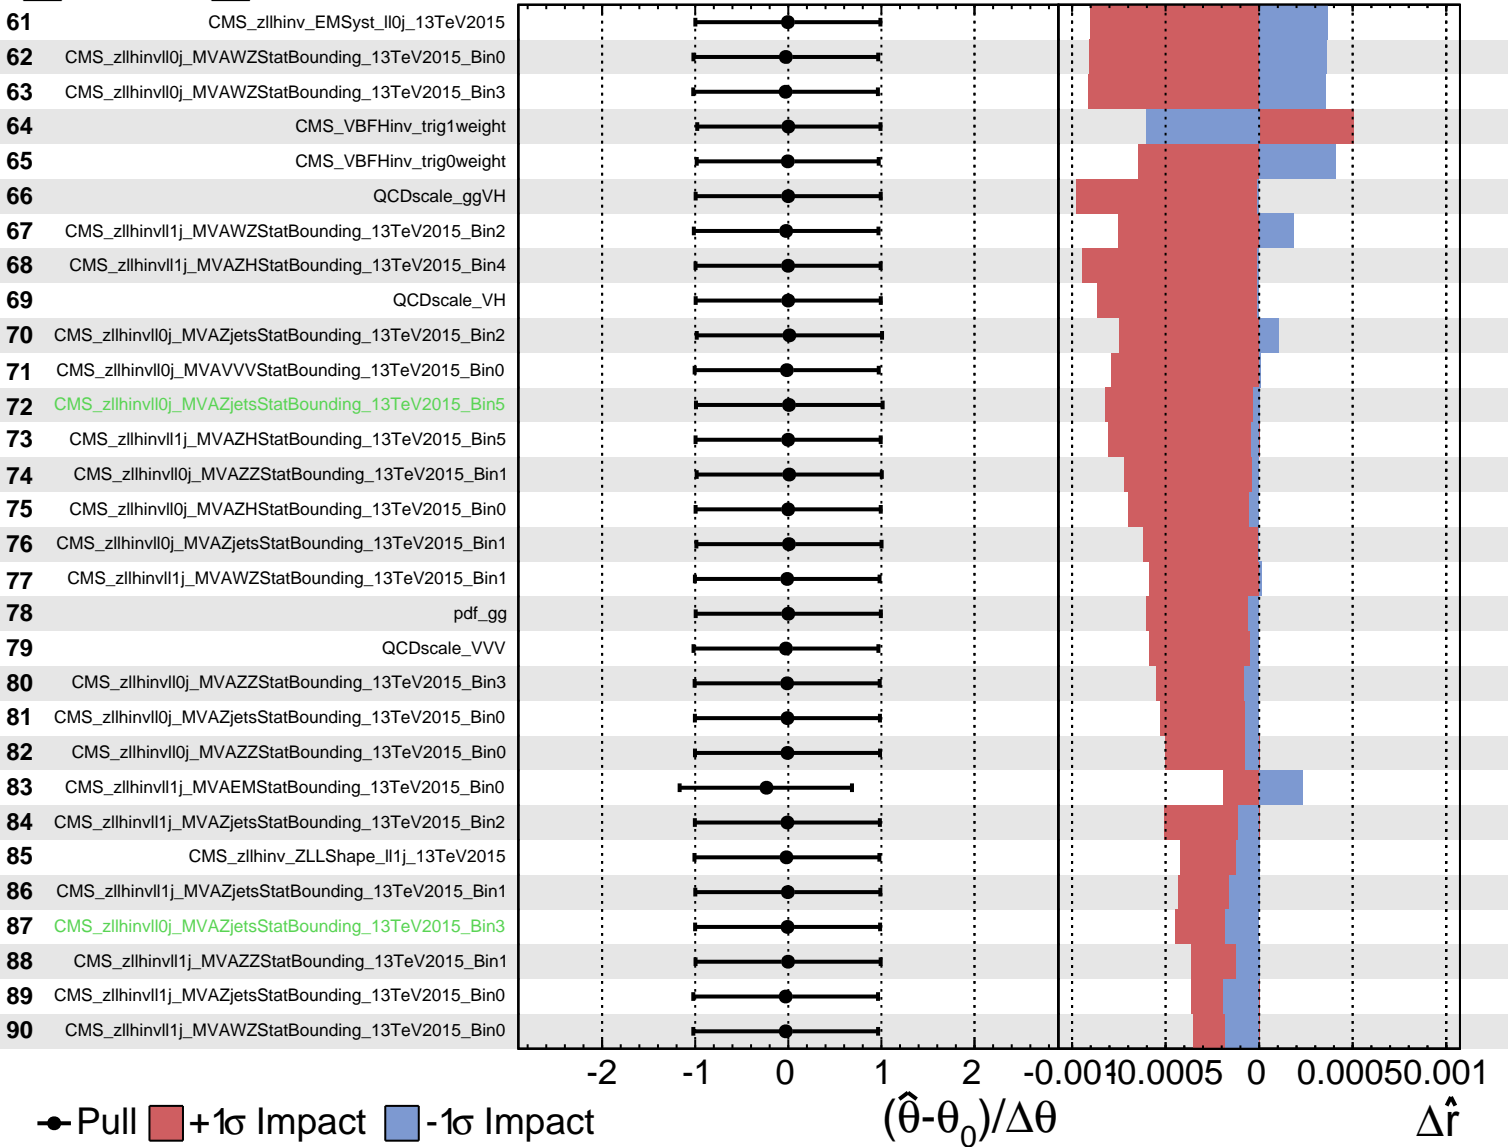 61 CMS_zllhinv_EMSyst_ll0j_13TeV2015
62 CMS_zllhinvll0j_MVAWZStatBounding_13TeV2015_Bin0
63 CMS_zllhinvll0j_MVAWZStatBounding_13TeV2015_Bin3
64 CMS_VBFHinv_trig1weight
65 CMS_VBFHinv_trig0weight
66 QCDscale_ggVH
67 CMS_zllhinvll1j_MVAWZStatBounding_13TeV2015_Bin2
68 CMS_zllhinvll1j_MVAZHStatBounding_13TeV2015_Bin4
69 QCDscale_VH
70 CMS_zllhinvll0j_MVAZjetsStatBounding_13TeV2015_Bin2
71 CMS_zllhinvll0j_MVAVVVStatBounding_13TeV2015_Bin0
72 CMS_zllhinvll0j_MVAZjetsStatBounding_13TeV2015_Bin5
73 CMS_zllhinvll1j_MVAZHStatBounding_13TeV2015_Bin5
74 CMS_zllhinvll0j_MVAZZStatBounding_13TeV2015_Bin1
75 CMS_zllhinvll0j_MVAZHStatBounding_13TeV2015_Bin0
76 CMS_zllhinvll0j_MVAZjetsStatBounding_13TeV2015_Bin1
77 CMS_zllhinvll1j_MVAWZStatBounding_13TeV2015_Bin1
78 pdf_gg
79 QCDscale_VVV
80 CMS_zllhinvll0j_MVAZZStatBounding_13TeV2015_Bin3
81 CMS_zllhinvll0j_MVAZjetsStatBounding_13TeV2015_Bin0
82 CMS_zllhinvll0j_MVAZZStatBounding_13TeV2015_Bin0
83 CMS_zllhinvll1j_MVAEMStatBounding_13TeV2015_Bin0
84 CMS_zllhinvll1j_MVAZjetsStatBounding_13TeV2015_Bin2
85 CMS_zllhinv_ZLLShape_ll1j_13TeV2015
86 CMS_zllhinvll1j_MVAZjetsStatBounding_13TeV2015_Bin1
87 CMS_zllhinvll0j_MVAZjetsStatBounding_13TeV2015_Bin3
88 CMS_zllhinvll1j_MVAZZStatBounding_13TeV2015_Bin1
89 CMS_zllhinvll1j_MVAZjetsStatBounding_13TeV2015_Bin0
90 CMS_zllhinvll1j_MVAWZStatBounding_13TeV2015_Bin0
-2 -1 0 1 2 -0.001 -0.0005 0 0.0005 0.001
Pull +1σ Impact -1σ Impact (θ̂-θ₀)/Δθ Δr̂